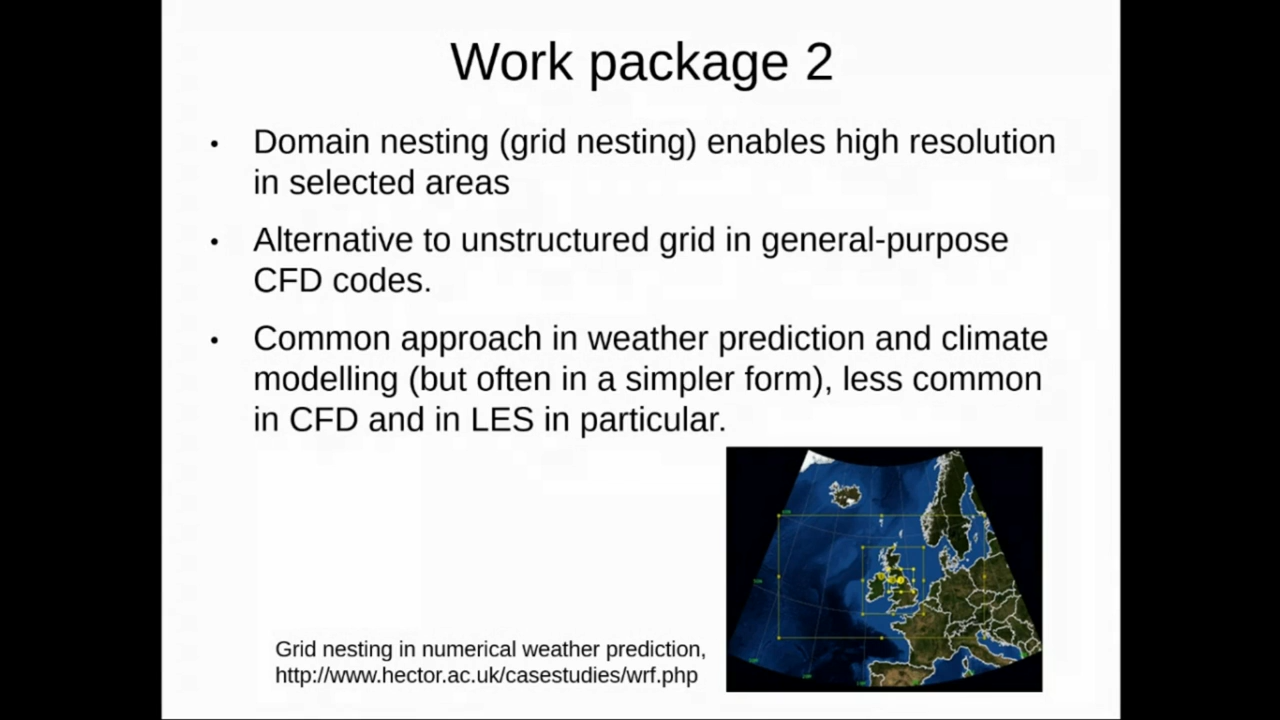 Work package 2
• Domain nesting (grid nesting) enables high resolution
in selected areas
• Alternative to unstructured grid in general-purpose
CFD codes.
• Common approach in weather prediction and climate
modelling (but often in a simpler form), less common
in CFD and in LES in particular.
Grid nesting in numerical weather prediction,
http://www.hector.ac.uk/casestudies/wrf.php